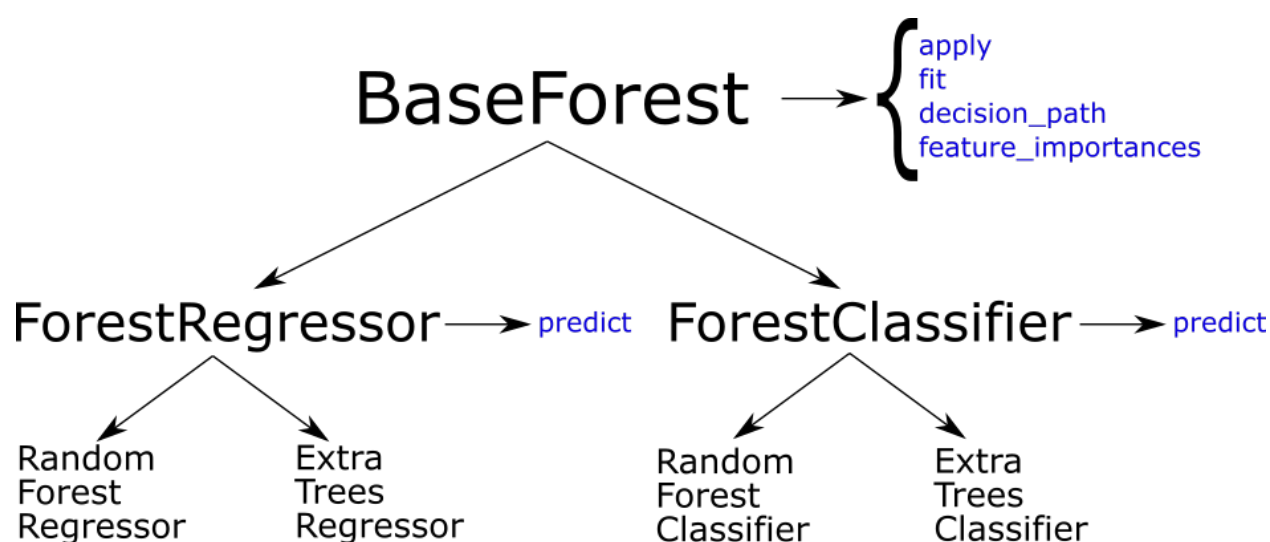 BaseForest
apply
fit
decision_path
feature_importances
ForestRegressor
predict
ForestClassifier
predict
Random
Forest
Regressor
Extra
Trees
Regressor
Random
Forest
Classifier
Extra
Trees
Classifier